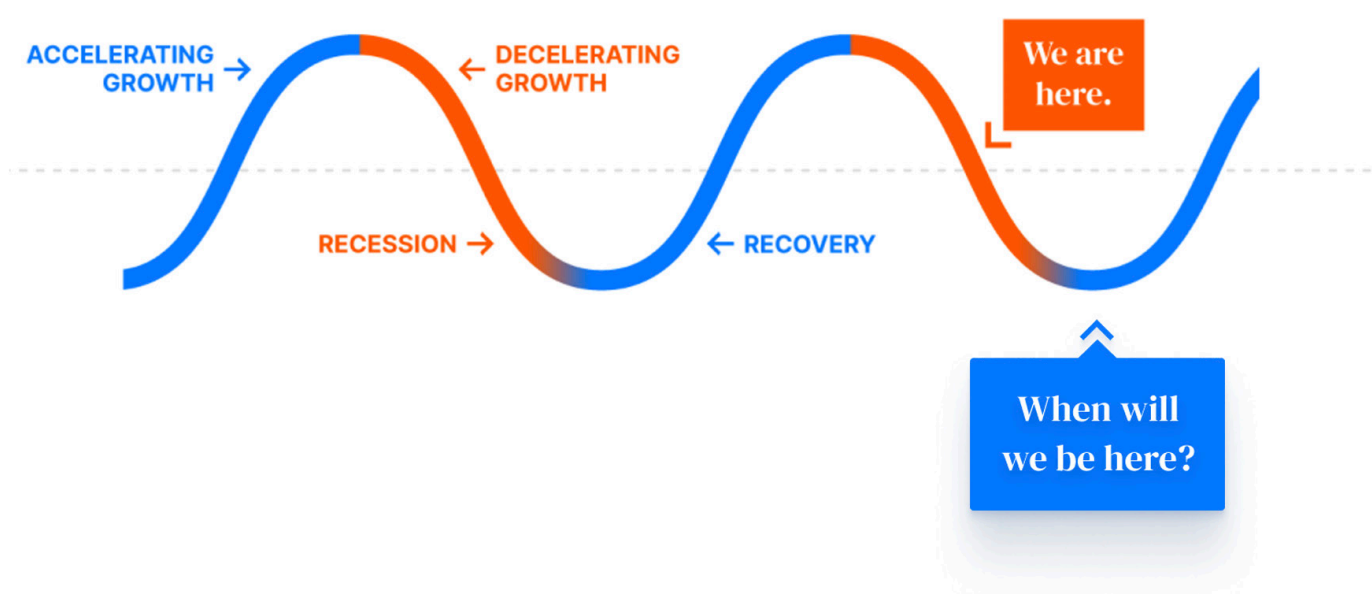 ACCELERATING
GROWTH
DECELERATING
GROWTH
We are
here.
RECESSION
RECOVERY
When will
we be here?